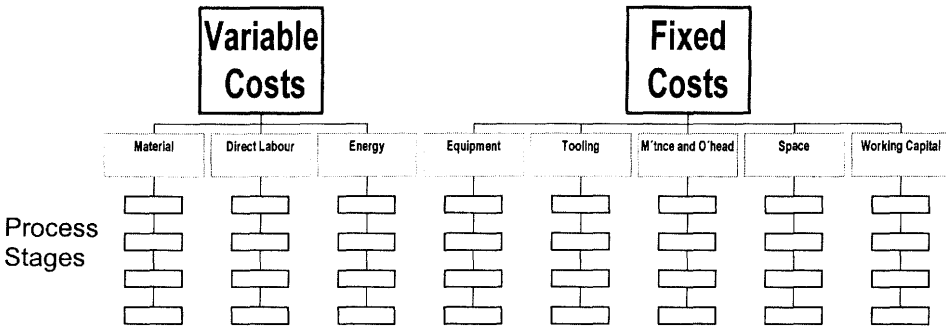 Variable
Costs
Fixed
Costs
Material
Direct Labour
Energy
Equipment
Tooling
M´tnce and O´head
Space
Working Capital
Process
Stages